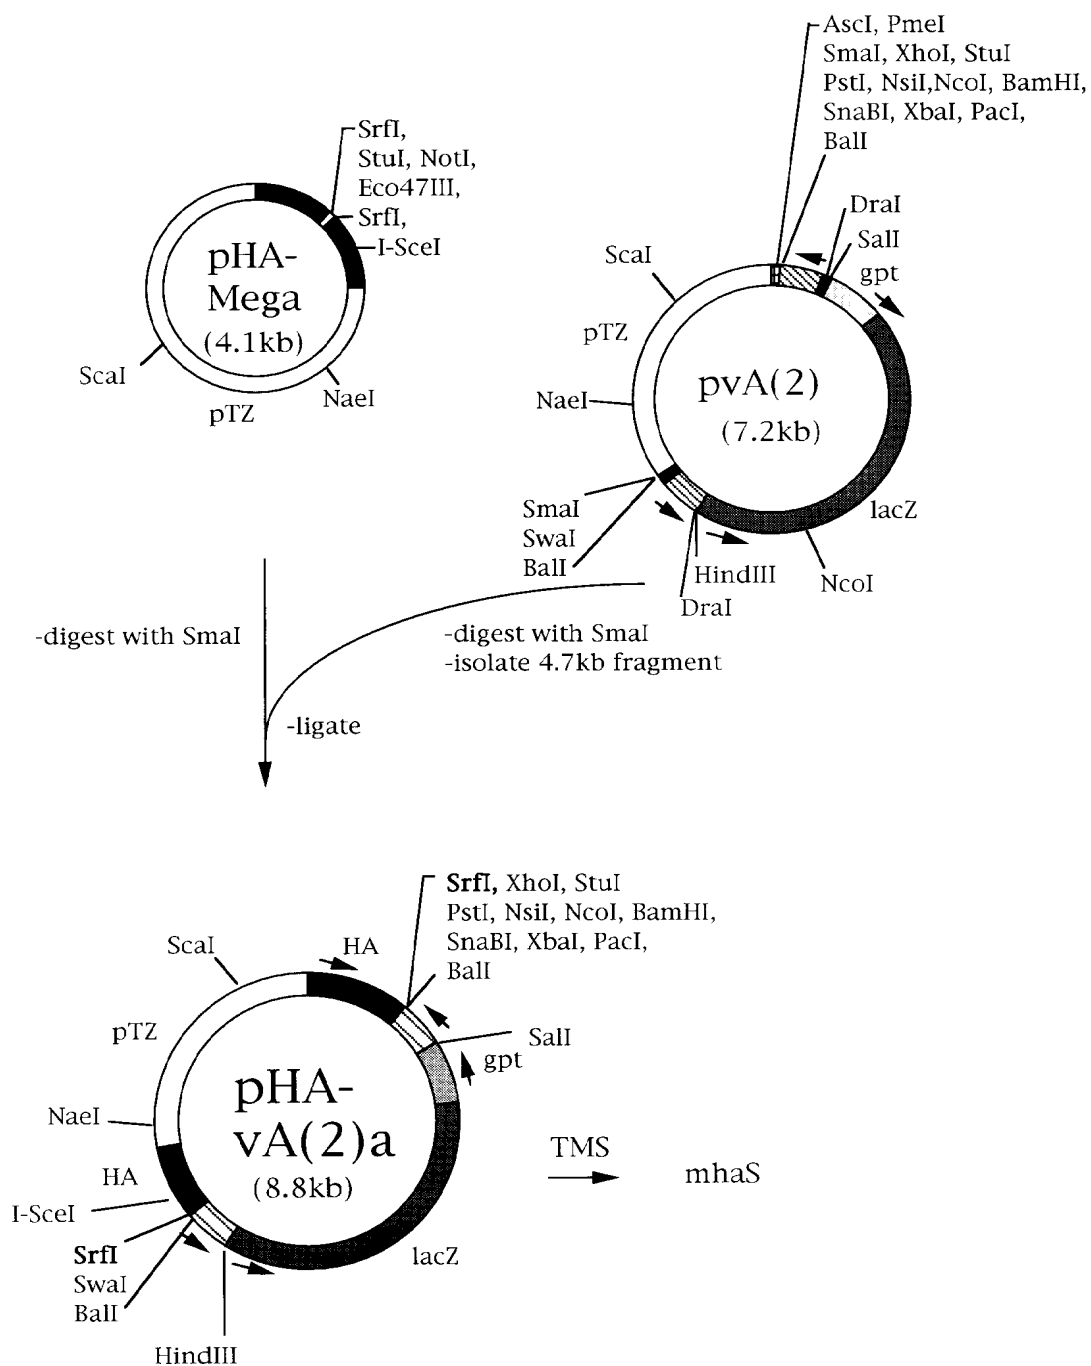 AscI, PmeI
SmaI, XhoI, StuI
PstI, NsiI,NcoI, BamHI,
SnaBI, XbaI, PacI,
BalI
SrfI,
StuI, NotI,
Eco47III,
SrfI,
I-SceI
pHA-
Mega
(4.1kb)
ScaI
NaeI
pTZ
DraI
SalI
gpt
ScaI
pTZ
NaeI
pvA(2)
(7.2kb)
lacZ
SmaI
SwaI
BalI
HindIII
NcoI
DraI
-digest with SmaI
-digest with SmaI
-isolate 4.7kb fragment
-ligate
SrfI, XhoI, StuI
PstI, NsiI, NcoI, BamHI,
SnaBI, XbaI, PacI,
BalI
ScaI
HA
pTZ
SalI
gpt
pHA-
vA(2)a
(8.8kb)
NaeI
HA
I-SceI
SrfI
SwaI
BalI
lacZ
HindIII
TMS
mhaS